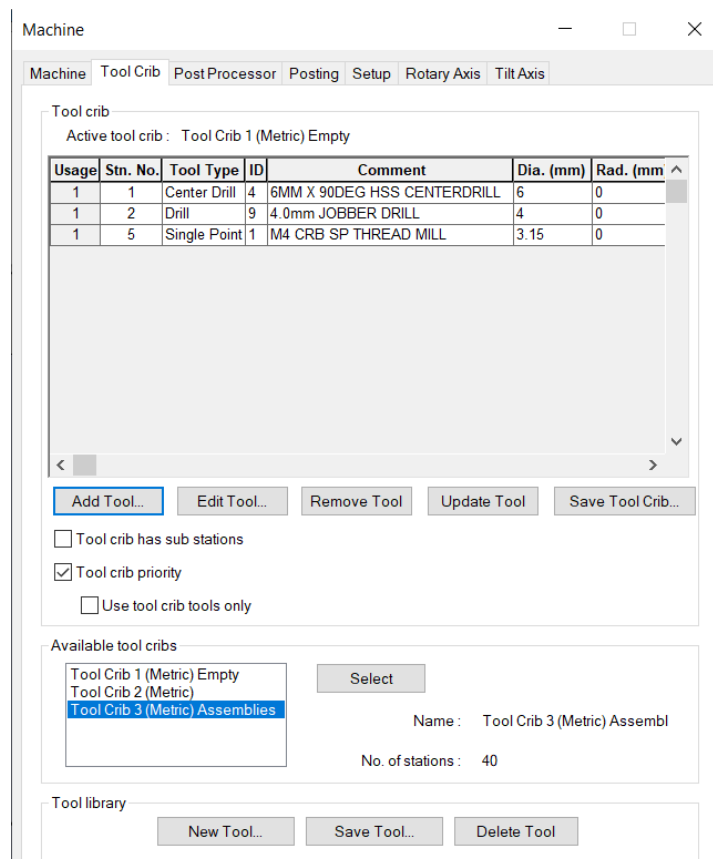 Machine
Machine Tool Crib Post Processor Posting Setup Rotary Axis Tilt Axis
Tool crib
Active tool crib : Tool Crib 1 (Metric) Empty
Usage Stn. No. Tool Type ID Comment Dia. (mm) Rad. (mm
1 1 Center Drill 4 6MM X 90DEG HSS CENTERDRILL 6 0
1 2 Drill 9 4.0mm JOBBER DRILL 4 0
1 5 Single Point 1 M4 CRB SP THREAD MILL 3.15 0
Add Tool... Edit Tool... Remove Tool Update Tool Save Tool Crib...
Tool crib has sub stations
Tool crib priority
Use tool crib tools only
Available tool cribs
Tool Crib 1 (Metric) Empty
Tool Crib 2 (Metric)
Tool Crib 3 (Metric) Assemblies
Select
Name : Tool Crib 3 (Metric) Assembl
No. of stations : 40
Tool library
New Tool... Save Tool... Delete Tool